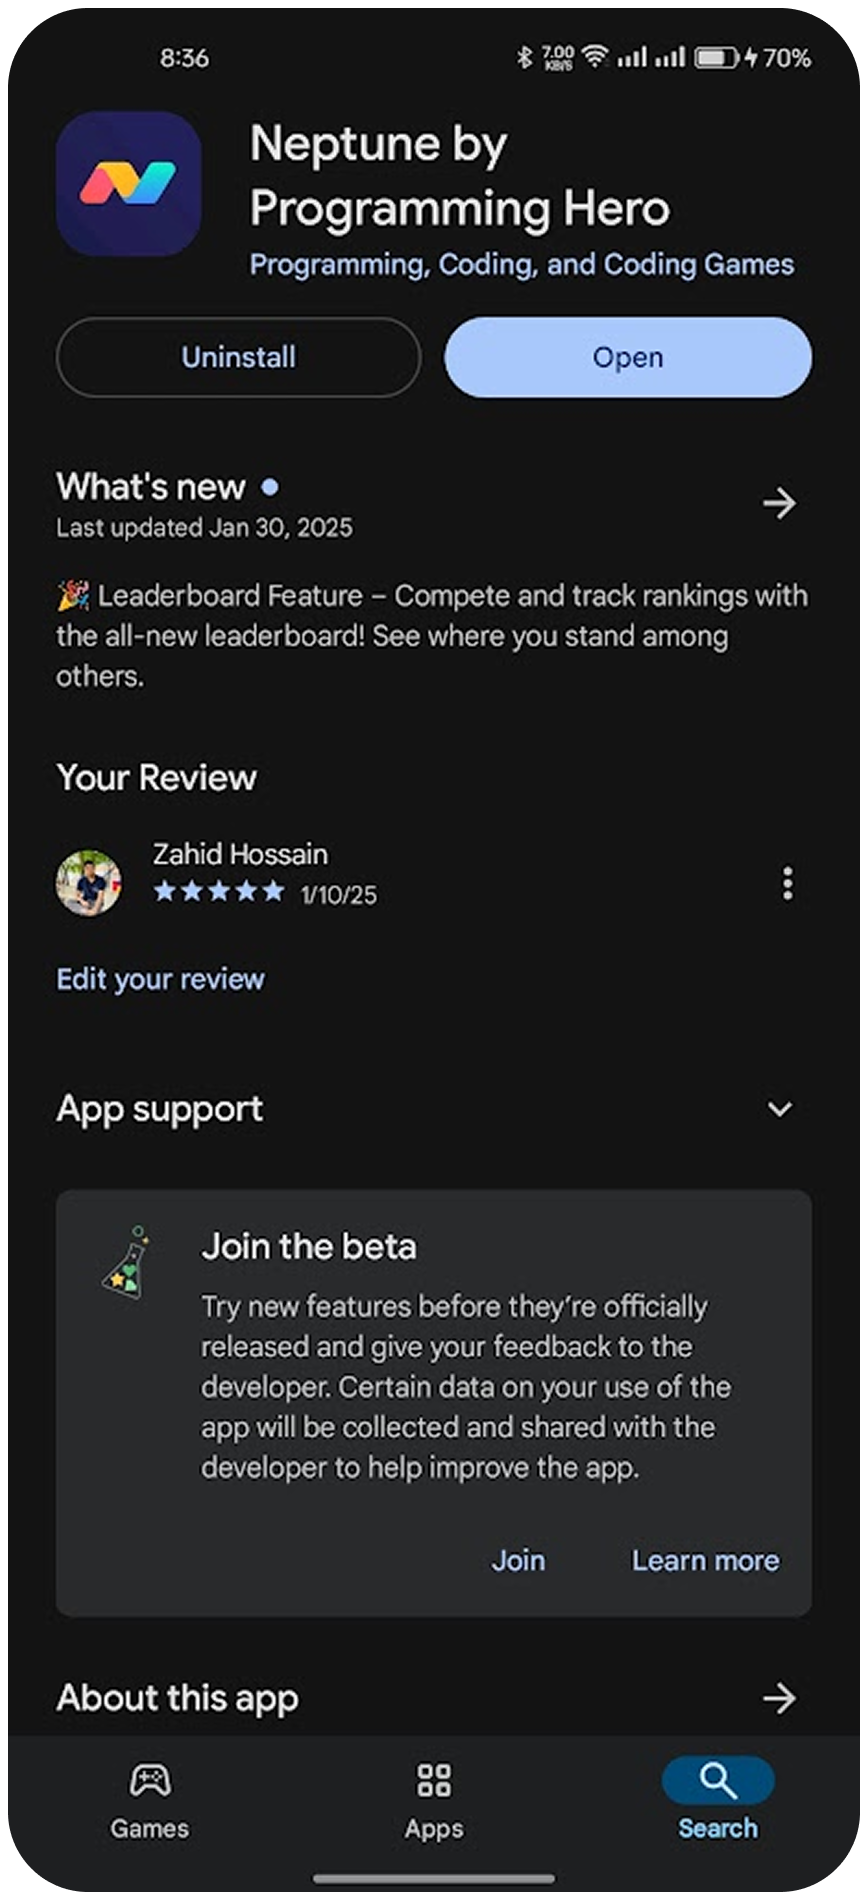 8:36
7.00
KB/S
70%
Neptune by
Programming Hero
Programming, Coding, and Coding Games
Uninstall
Open
What's new
Last updated Jan 30, 2025
🎉 Leaderboard Feature – Compete and track rankings with
the all-new leaderboard! See where you stand among
others.
Your Review
Zahid Hossain
★★★★★ 1/10/25
Edit your review
App support
Join the beta
Try new features before they’re officially
released and give your feedback to the
developer. Certain data on your use of the
app will be collected and shared with the
developer to help improve the app.
Join
Learn more
About this app
Games
Apps
Search